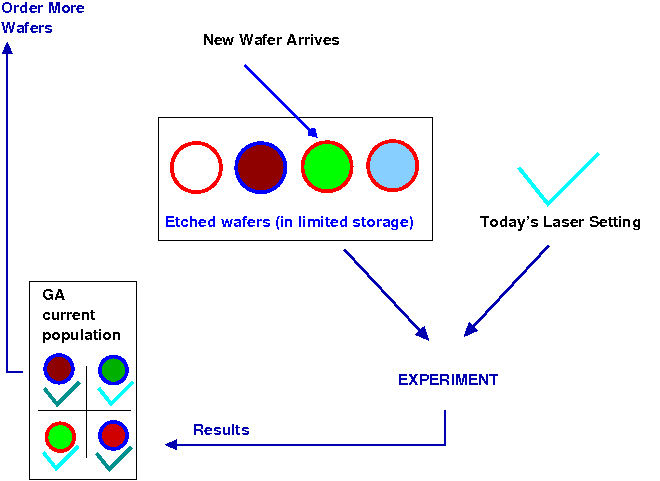 Order More
Wafers
New Wafer Arrives
Etched wafers (in limited storage)
Today's Laser Setting
GA
current
population
EXPERIMENT
Results